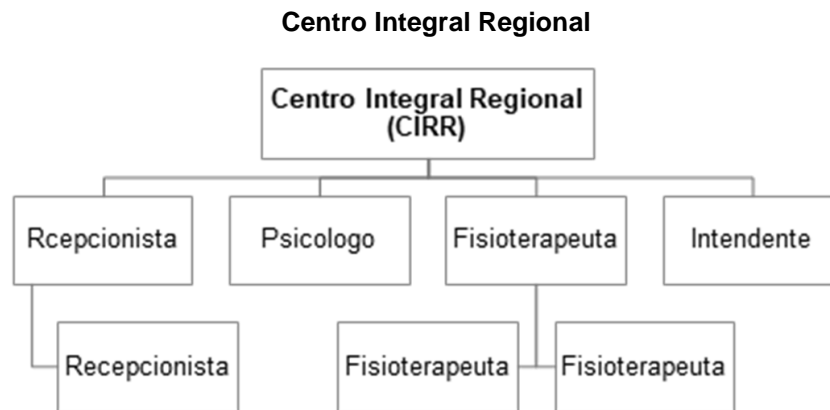 Centro Integral Regional
Centro Integral Regional
(CIRR)
Rcepcionista
Psicologo
Fisioterapeuta
Intendente
Recepcionista
Fisioterapeuta
Fisioterapeuta